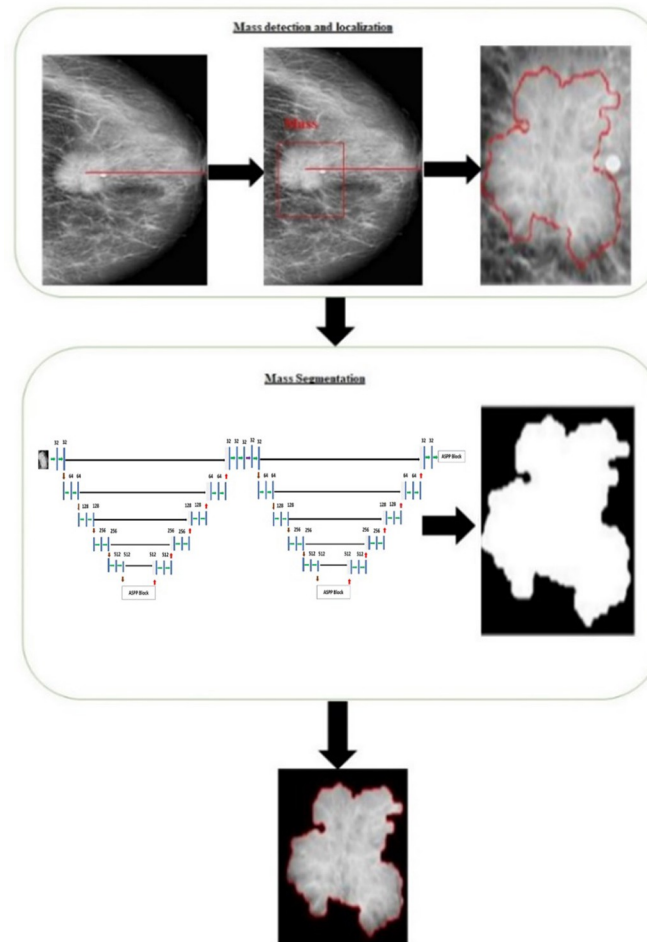 Mass detection and localization
Mass
Mass Segmentation
32 32 32 32 32 32 32 32 32
ASPP Block
64 64 64 64 64 64 64 64
128 128 128 128 128 128 128 128
256 256 256 256 256 256 256 256
512 512 512 512 512 512 512 512
ASPP Block ASPP Block